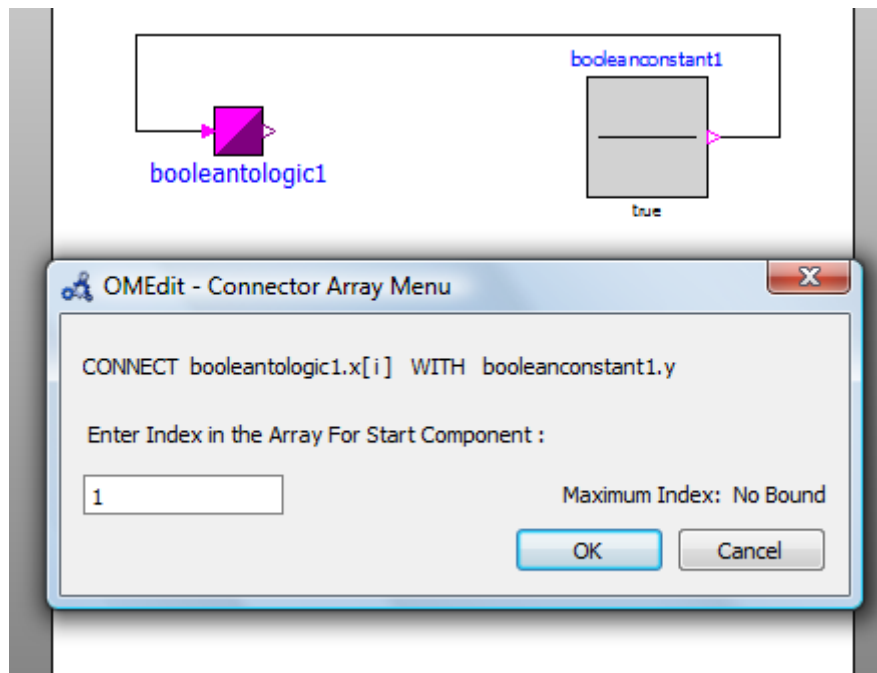 booleanconstant1
booleantologic1
true
OMEdit - Connector Array Menu
CONNECT booleantologic1.x[i] WITH booleanconstant1.y
Enter Index in the Array For Start Component :
1
Maximum Index: No Bound
OK Cancel